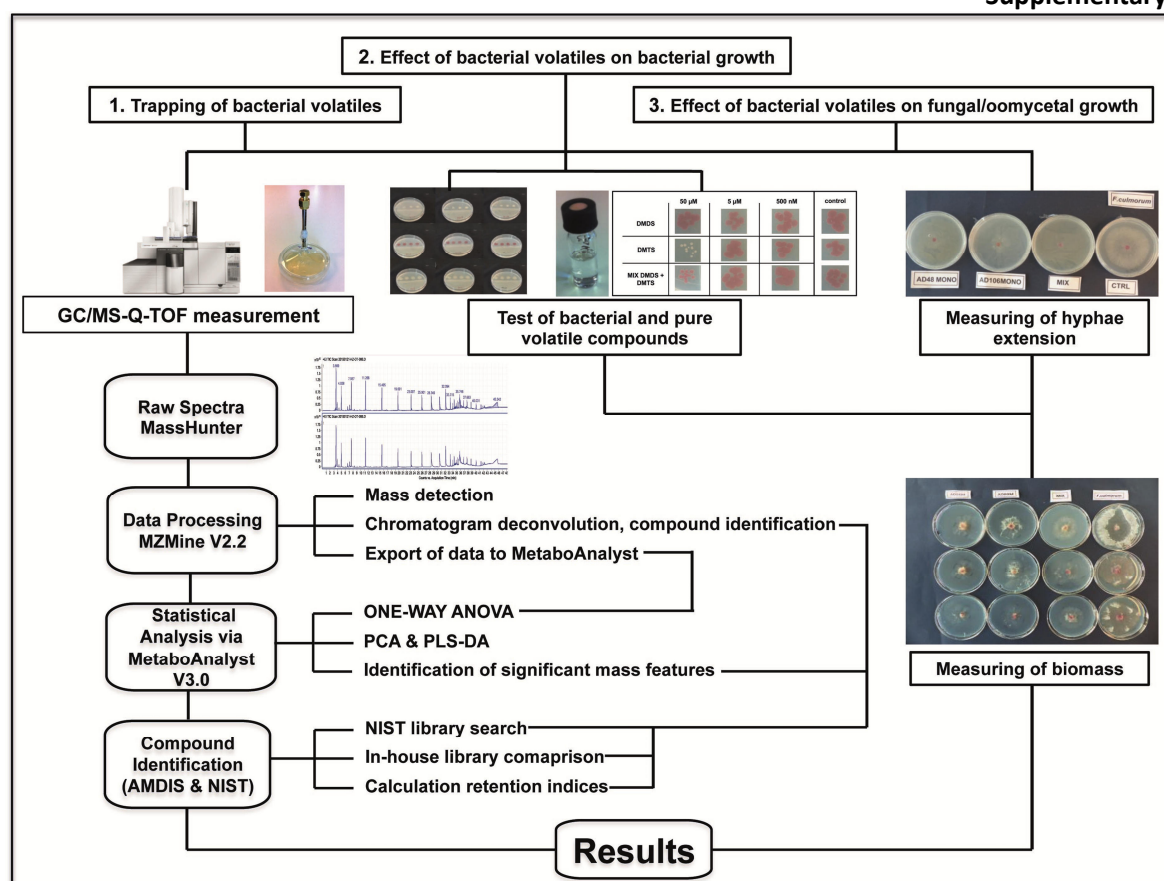 Supplementary
2. Effect of bacterial volatiles on bacterial growth
1. Trapping of bacterial volatiles
3. Effect of bacterial volatiles on fungal/oomycetal growth
50 µM 5 µM 500 nM control
DMDS
DMTS
MIX DMDS +
DMTS
F.culmorum
AD48 MONO
AD106MONO
MIX
CTRL
GC/MS-Q-TOF measurement
Test of bacterial and pure
volatile compounds
Measuring of hyphae
extension
Raw Spectra
MassHunter
Data Processing
MZMine V2.2
Mass detection
Chromatogram deconvolution, compound identification
Export of data to MetaboAnalyst
Statistical
Analysis via
MetaboAnalyst
V3.0
ONE-WAY ANOVA
PCA & PLS-DA
Identification of significant mass features
Measuring of biomass
Compound
Identification
(AMDIS & NIST)
NIST library search
In-house library comaprison
Calculation retention indices
Results